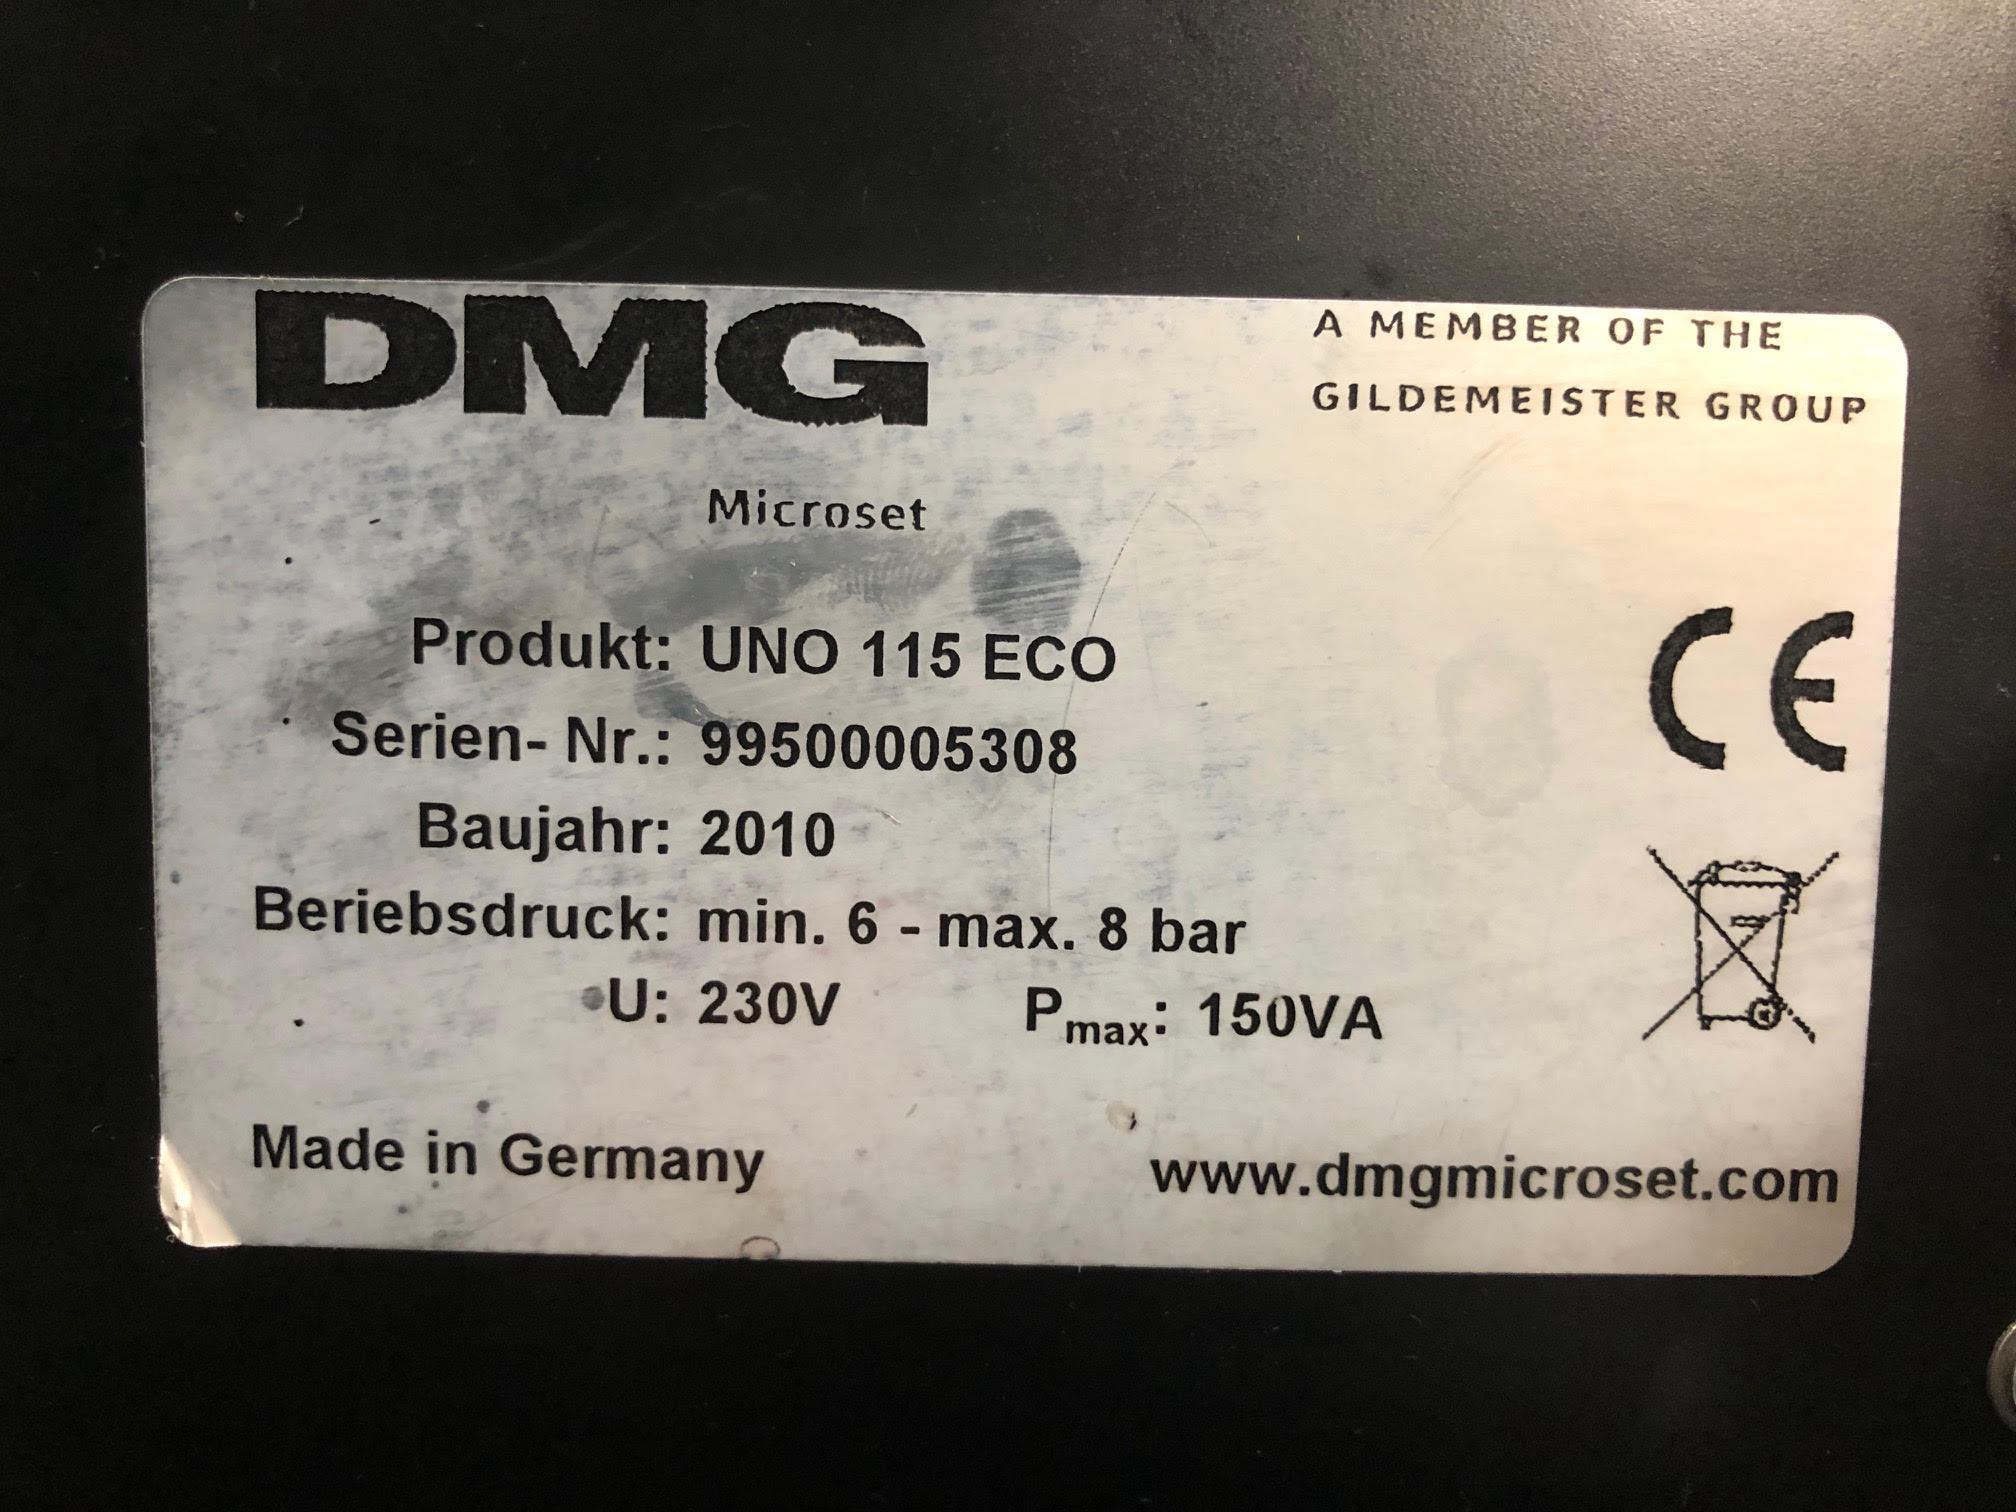 DMG
A MEMBER OF THE
GILDEMEISTER GROUP
Microset
Produkt: UNO 115 ECO
Serien- Nr.: 99500005308
Baujahr: 2010
Beriebsdruck: min. 6 - max. 8 bar
U: 230V Pmax: 150VA
CE
Made in Germany
www.dmgmicroset.com